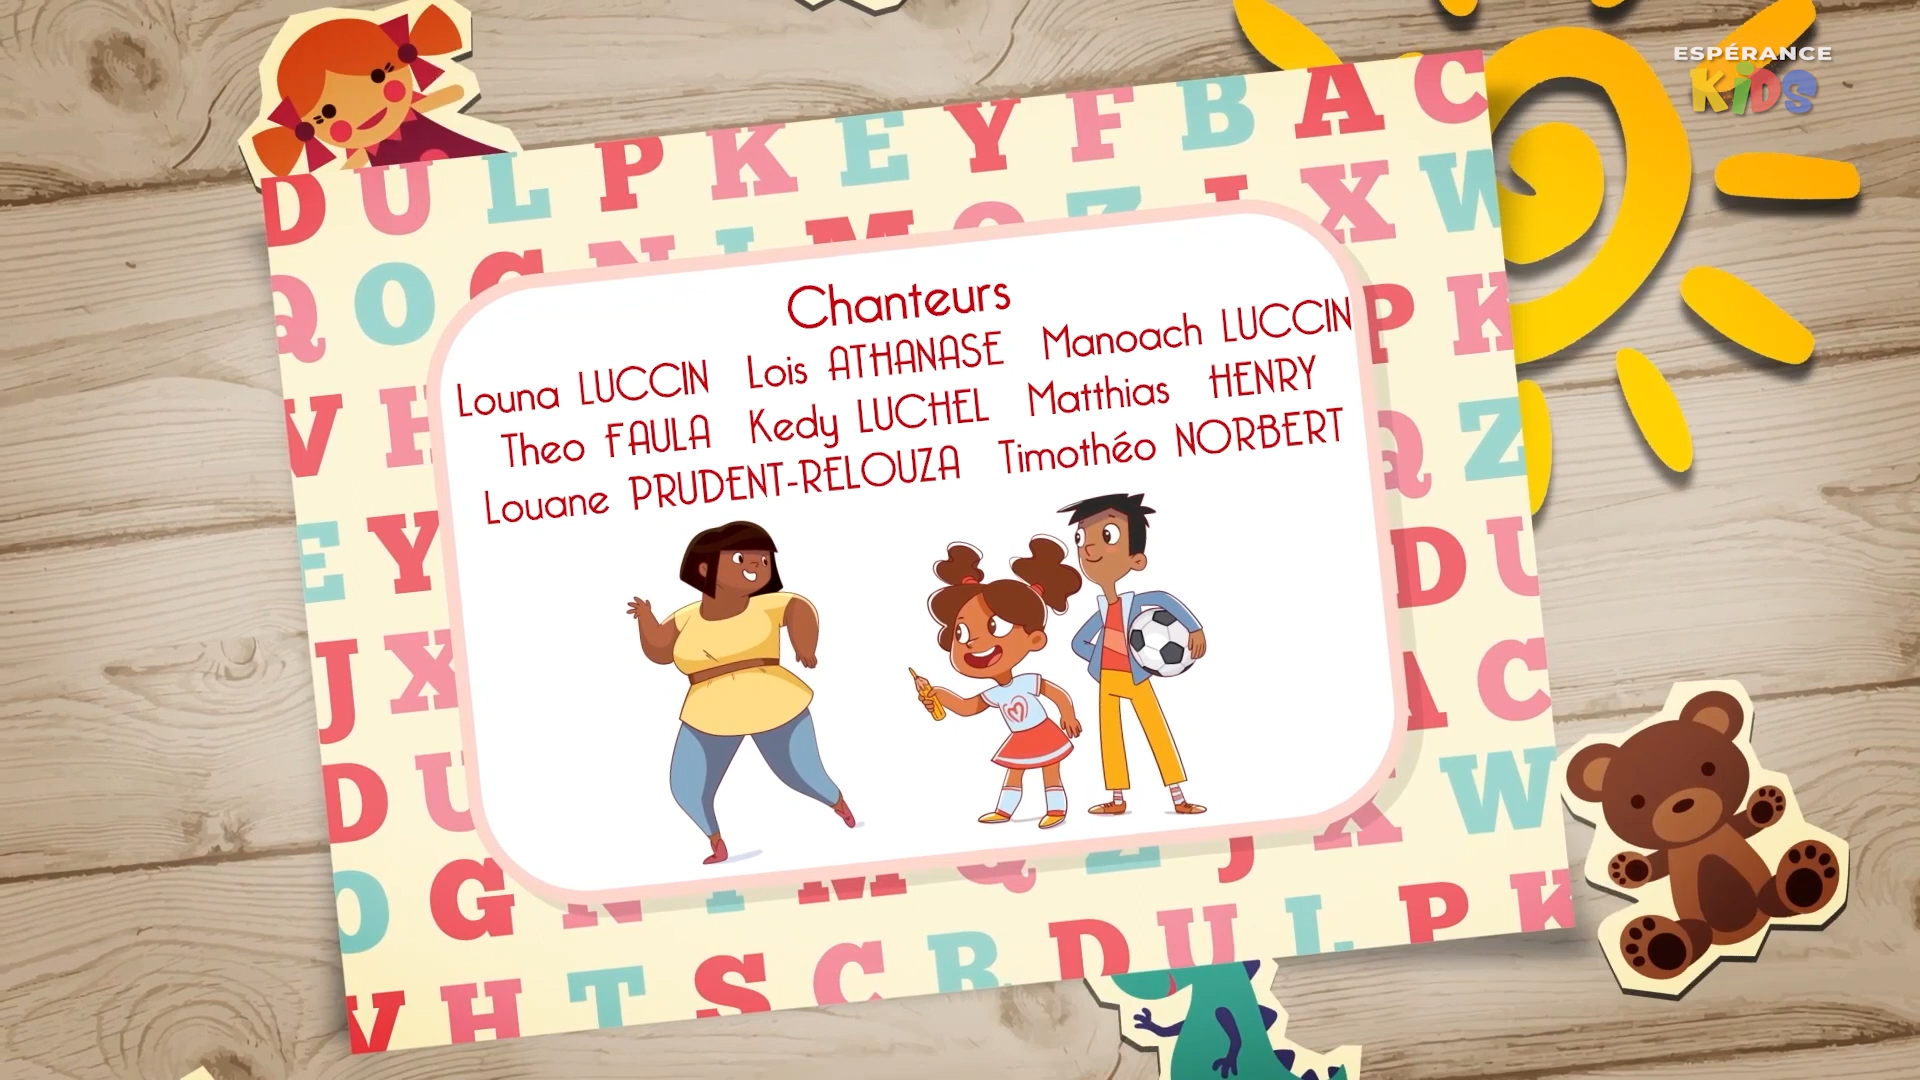 ESPÉRANCE
KiDS
Chanteurs
Louna LUCCIN Lois ATHANASE Manoach LUCCIN
Theo FAULA Kedy LUCHEL Matthias HENRY
Louane PRUDENT-RELOUZA Timothéo NORBERT